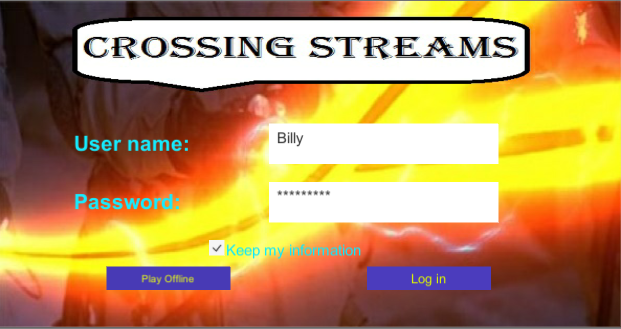 CROSSING STREAMS
User name: Billy
Password: *********
Keep my information
Play Offline Log in